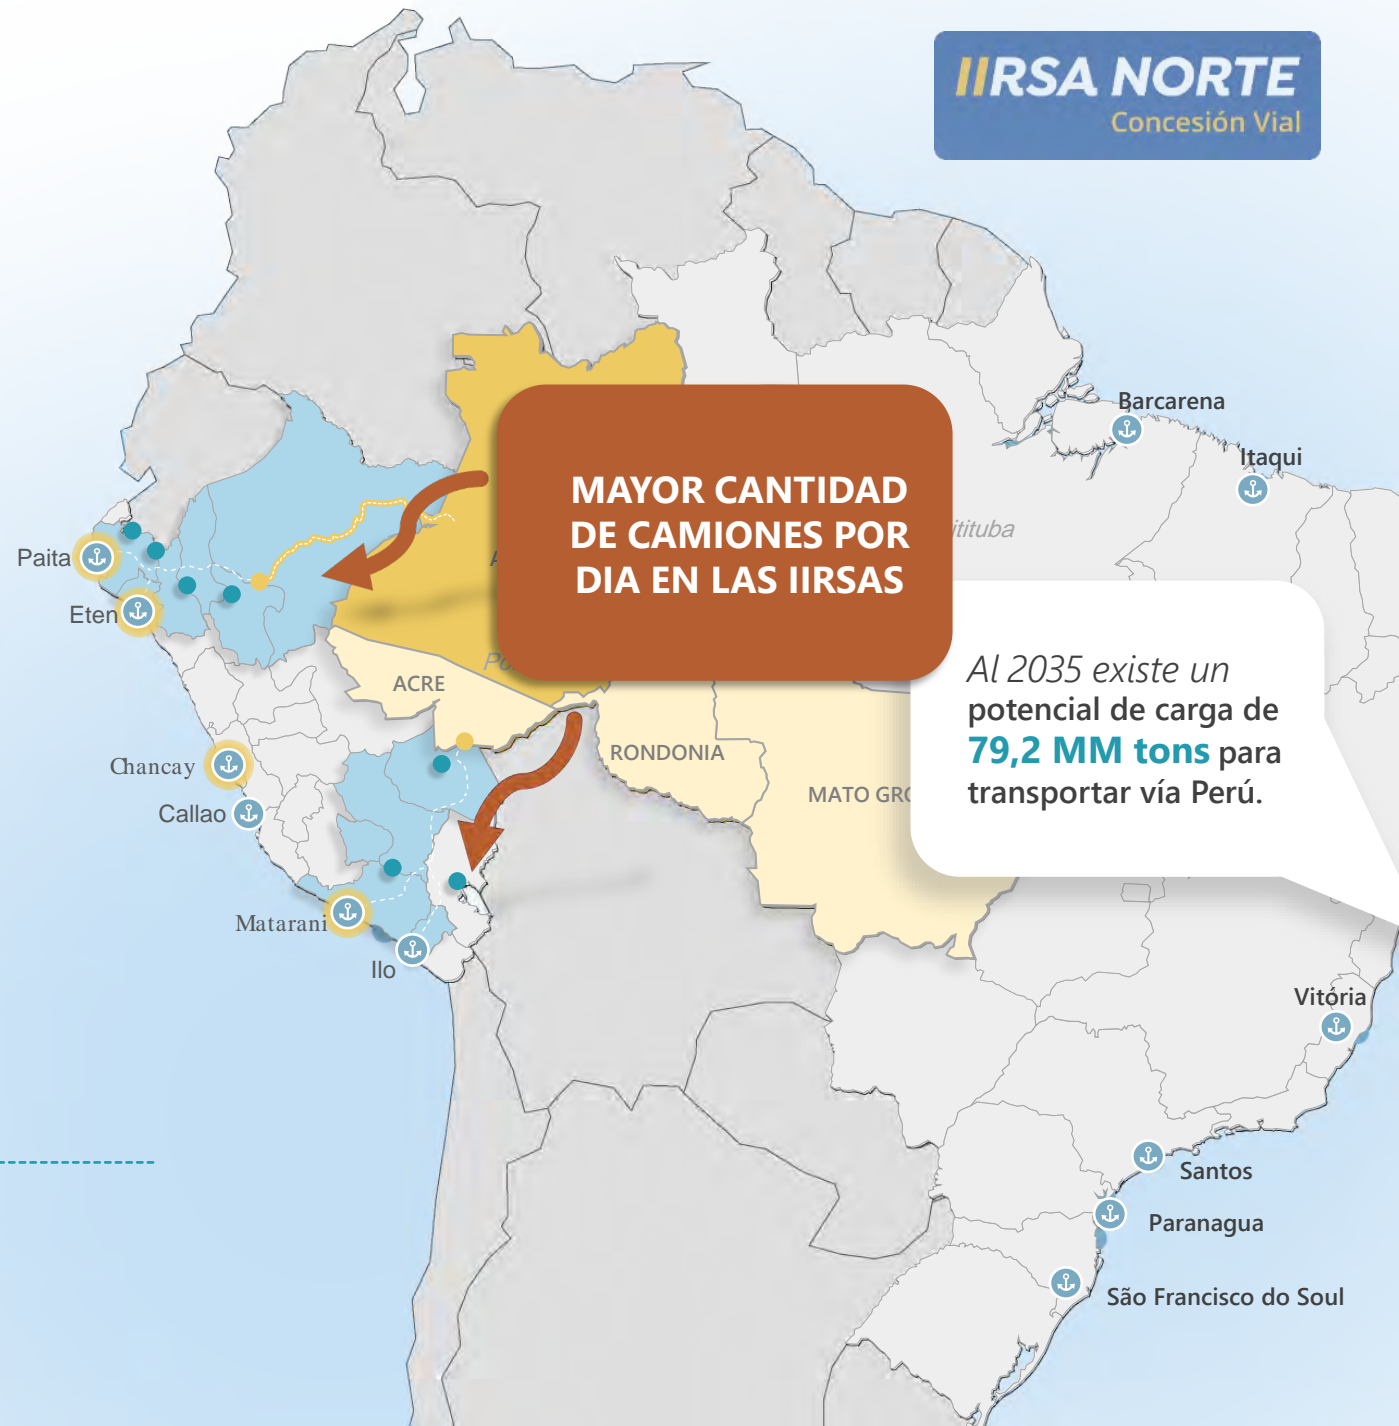 IIRSA NORTE
Concesión Vial
Barcarena
Itaqui
MAYOR CANTIDAD
DE CAMIONES POR
DIA EN LAS IIRSAS
Paita
Eten
Al 2035 existe un
potencial de carga de
79,2 MM tons para
transportar vía Perú.
ACRE
RONDONIA
MATO GRO
Chancay
Callao
Matarani
Ilo
Vitória
Santos
Paranagua
São Francisco do Soul